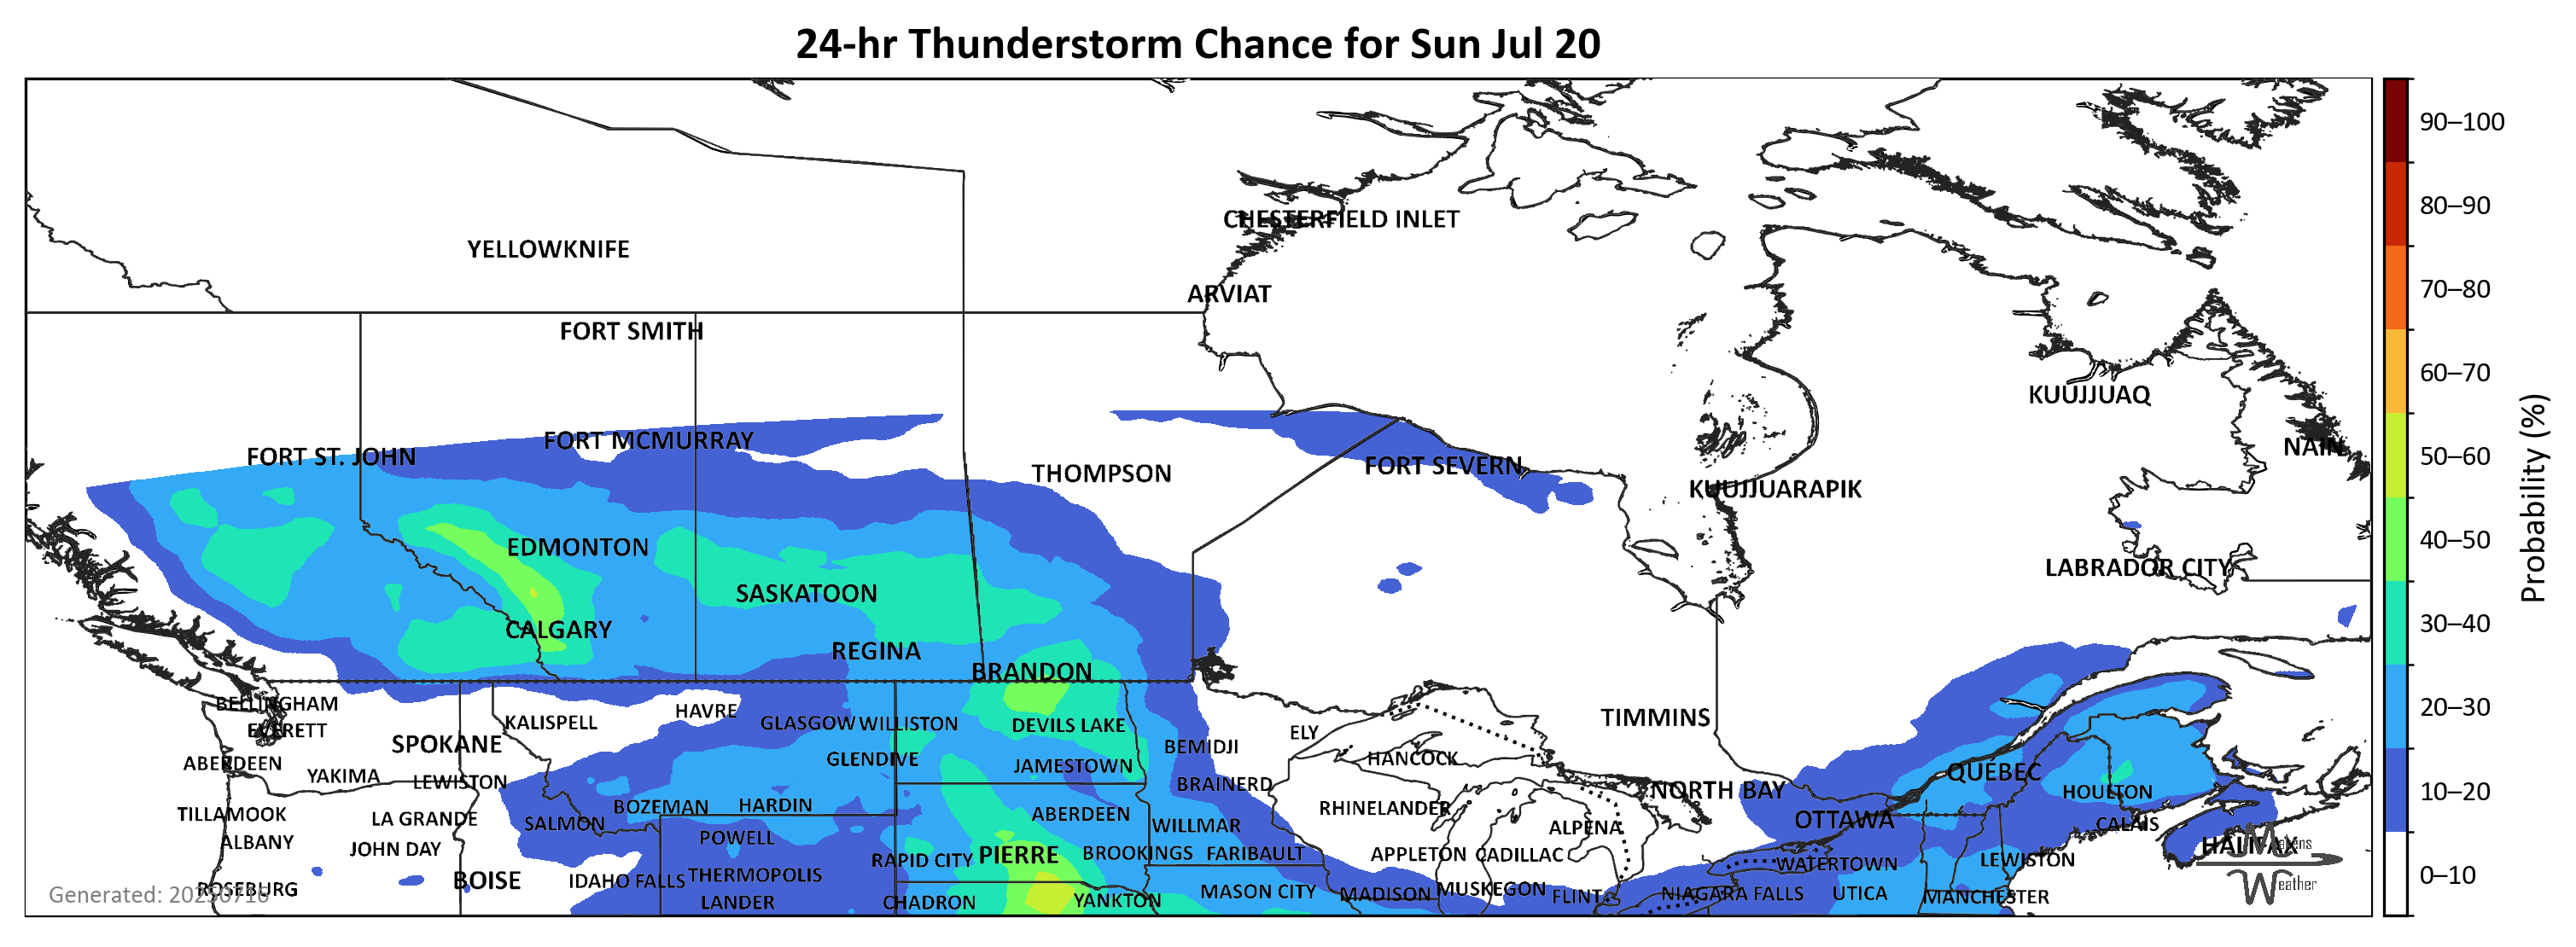 24-hr Thunderstorm Chance for Sun Jul 20
90–100
80–90
CHESTERFIELD INLET
YELLOWKNIFE
70–80
ARVIAT
FORT SMITH
60–70
KUUJJUAQ
FORT MCMURRAY
NAIN
FORT ST. JOHN
50–60
FORT SEVERN
THOMPSON
KUUJJUARAPIK
Probability (%)
40–50
EDMONTON
LABRADOR CITY
SASKATOON
30–40
CALGARY
REGINA
BRANDON
BELLINGHAM
20–30
HAVRE
TIMMINS
KALISPELL
GLASGOW WILLISTON
DEVILS LAKE
EVERETT
ELY
SPOKANE
BEMIDJI
GLENDIVE
HANCOCK
ABERDEEN
JAMESTOWN
QUÉBEC
YAKIMA
LEWISTON
BRAINERD
NORTH BAY
HOULTON
10–20
BOZEMAN
HARDIN
RHINELANDER
TILLAMOOK
ABERDEEN
LA GRANDE
OTTAWA
SALMON
CALAIS
WILLMAR
ALPENA
POWELL
ALBANY
HALIFAX
Makens
JOHN DAY
PIERRE
BROOKINGS
FARIBAULT
APPLETON
CADILLAC
RAPID CITY
LEWISTON
WATERTOWN
THERMOPOLIS
0–10
BOISE
IDAHO FALLS
Weather
ROSEBURG
MUSKEGON
MASON CITY
Generated: 20250716
MADISON
NIAGARA FALLS
UTICA
FLINT
MANCHESTER
YANKTON
CHADRON
LANDER